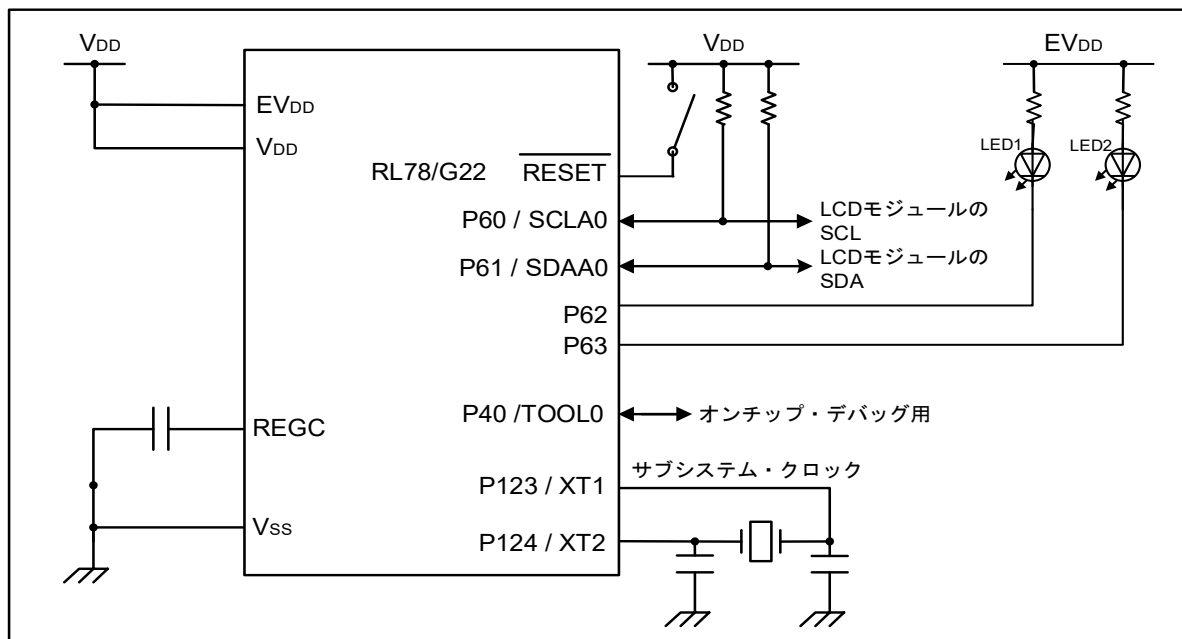 VDD
VDD
EVDD
EVDD
VDD
RL78/G22
RESET
LED1
LED2
P60 / SCLA0
LCDモジュールの
SCL
P61 / SDAA0
LCDモジュールの
SDA
P62
P63
P40 /TOOL0
オンチップ・デバッグ用
REGC
サブシステム・クロック
P123 / XT1
VSS
P124 / XT2